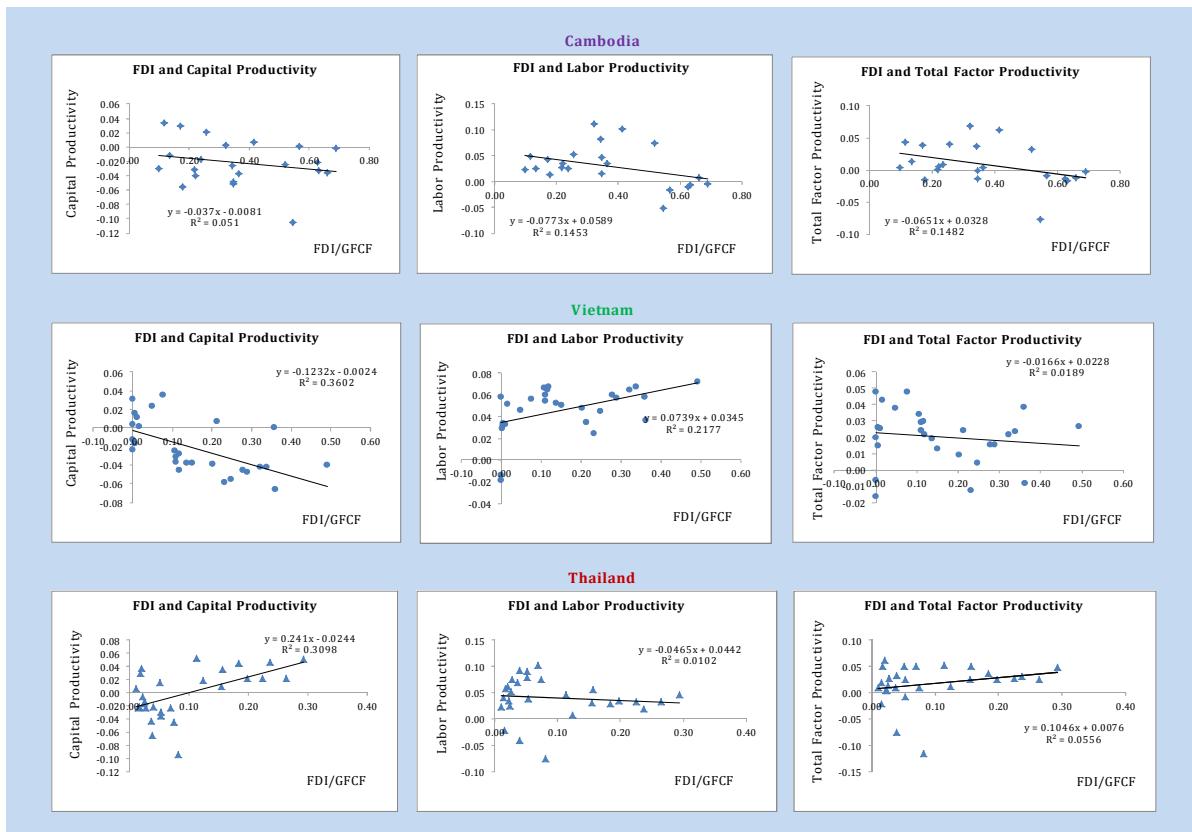 Cambodia
FDI and Capital Productivity
Capital Productivity
0.06
0.04
0.02
0.00
-0.02
-0.04
-0.06
-0.08
-0.10
-0.12
0.00
0.20
0.40
0.60
0.80
y = -0.037x - 0.0081
R² = 0.051
FDI/GFCF
FDI and Labor Productivity
Labor Productivity
0.15
0.10
0.05
0.00
-0.05
-0.10
0.00
0.20
0.40
0.60
0.80
y = -0.0773x + 0.0589
R² = 0.1453
FDI/GFCF
FDI and Total Factor Productivity
Total Factor Productivity
0.10
0.05
0.00
-0.05
-0.10
0.00
0.20
0.40
0.60
0.80
y = -0.0651x + 0.0328
R² = 0.1482
FDI/GFCF
Vietnam
FDI and Capital Productivity
Capital Productivity
0.06
0.04
0.02
0.00
-0.02
-0.04
-0.06
-0.08
-0.10
0.00
0.10
0.20
0.30
0.40
0.50
0.60
y = -0.1232x - 0.0024
R² = 0.3602
FDI/GFCF
FDI and Labor Productivity
Labor Productivity
0.08
0.06
0.04
0.02
0.00
-0.02
-0.04
-0.10
0.00
0.10
0.20
0.30
0.40
0.50
0.60
y = 0.0739x + 0.0345
R² = 0.2177
FDI/GFCF
FDI and Total Factor Productivity
Total Factor Productivity
0.06
0.05
0.04
0.03
0.02
0.01
0.00
-0.01
-0.02
-0.10
0.00
0.10
0.20
0.30
0.40
0.50
0.60
y = -0.0166x + 0.0228
R² = 0.0189
FDI/GFCF
Thailand
FDI and Capital Productivity
Capital Productivity
0.08
0.06
0.04
0.02
0.00
-0.02
-0.04
-0.06
-0.08
-0.10
-0.12
0.00
0.10
0.20
0.30
0.40
y = 0.241x - 0.0244
R² = 0.3098
FDI/GFCF
FDI and Labor Productivity
Labor Productivity
0.15
0.10
0.05
0.00
-0.05
-0.10
0.00
0.10
0.20
0.30
0.40
y = -0.0465x + 0.0442
R² = 0.0102
FDI/GFCF
FDI and Total Factor Productivity
Total Factor Productivity
0.10
0.05
0.00
-0.05
-0.10
-0.15
0.00
0.10
0.20
0.30
0.40
y = 0.1046x + 0.0076
R² = 0.0556
FDI/GFCF